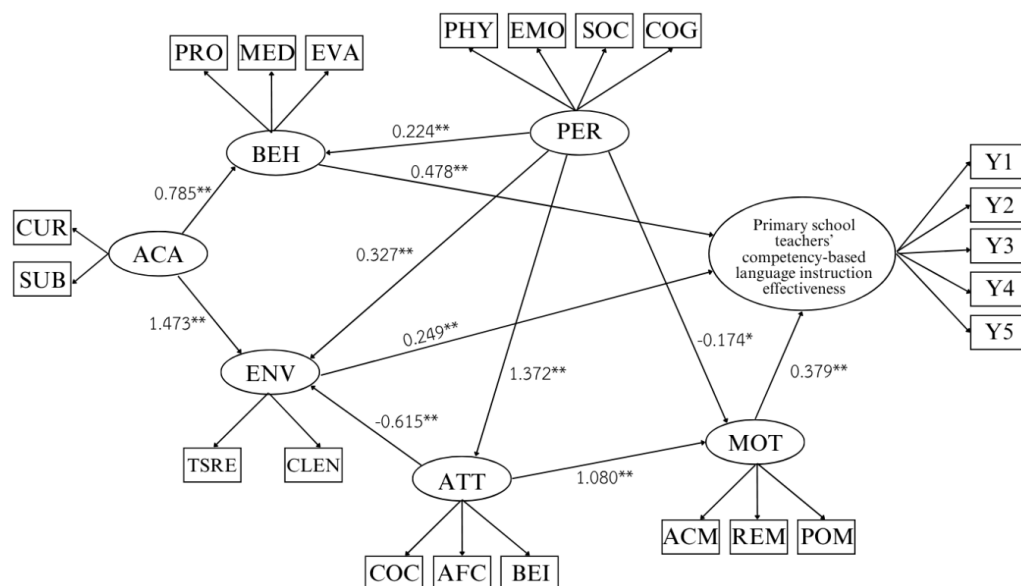 PHY EMO SOC COG
PRO MED EVA
PER
0.224**
BEH
0.478**
Y1
Y2
Y3
Y4
Y5
0.785**
CUR
SUB
ACA
Primary school
teachers’
competency-based
language instruction
effectiveness
0.327**
1.473**
0.249**
-0.174*
ENV
1.372**
0.379**
-0.615**
MOT
TSRE CLEN
ATT
1.080**
ACM REM POM
COC AFC BEI